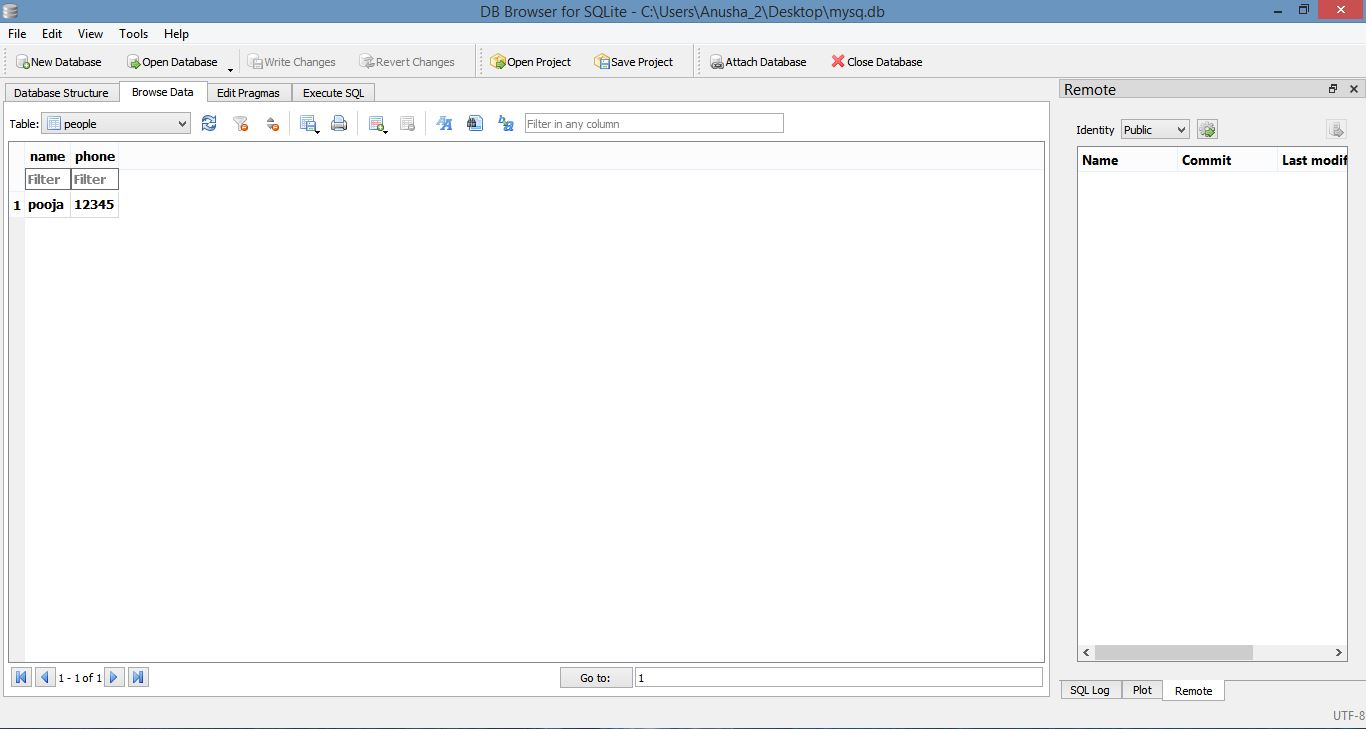 DB Browser for SQLite - C:\Users\Anusha_2\Desktop\mysq.db
File Edit View Tools Help
New Database Open Database Write Changes Revert Changes Open Project Save Project Attach Database Close Database
Database Structure Browse Data Edit Pragmas Execute SQL
Table: people Filter in any column
name phone
Filter Filter
1 pooja 12345
1 - 1 of 1 Go to: 1
Remote
Identity Public
Name Commit Last modif
SQL Log Plot Remote
UTF-8